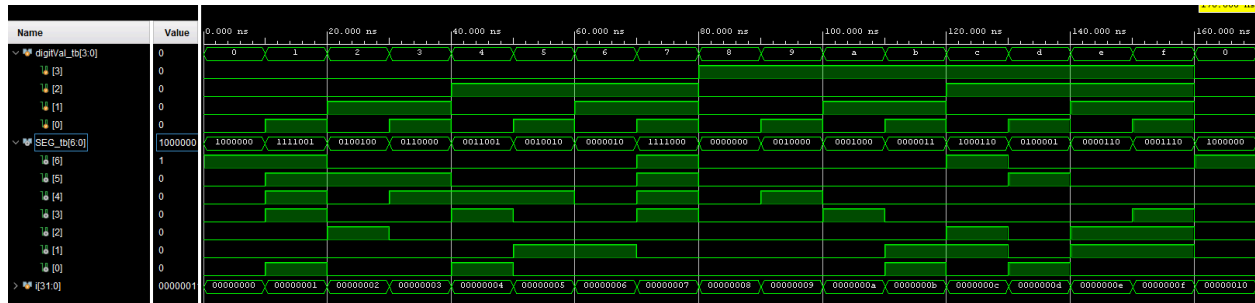 Name Value 0.000 ns 20.000 ns 40.000 ns 60.000 ns 80.000 ns 100.000 ns 120.000 ns 140.000 ns 160.000 ns
digitVal_tb[3:0] 0 0 1 2 3 4 5 6 7 8 9 a b c d e f 0
[3] 0
[2] 0
[1] 0
[0] 0
SEG_tb[6:0] 1000000 1000000 1111001 0100100 0110000 0011001 0010010 0000010 1111000 0000000 0010000 0001000 0000011 1000110 0100001 0000110 0001110 1000000
[6] 1
[5] 0
[4] 0
[3] 0
[2] 0
[1] 0
[0] 0
i[31:0] 0000001 00000000 00000001 00000002 00000003 00000004 00000005 00000006 00000007 00000008 00000009 0000000a 0000000b 0000000c 0000000d 0000000e 0000000f 00000010